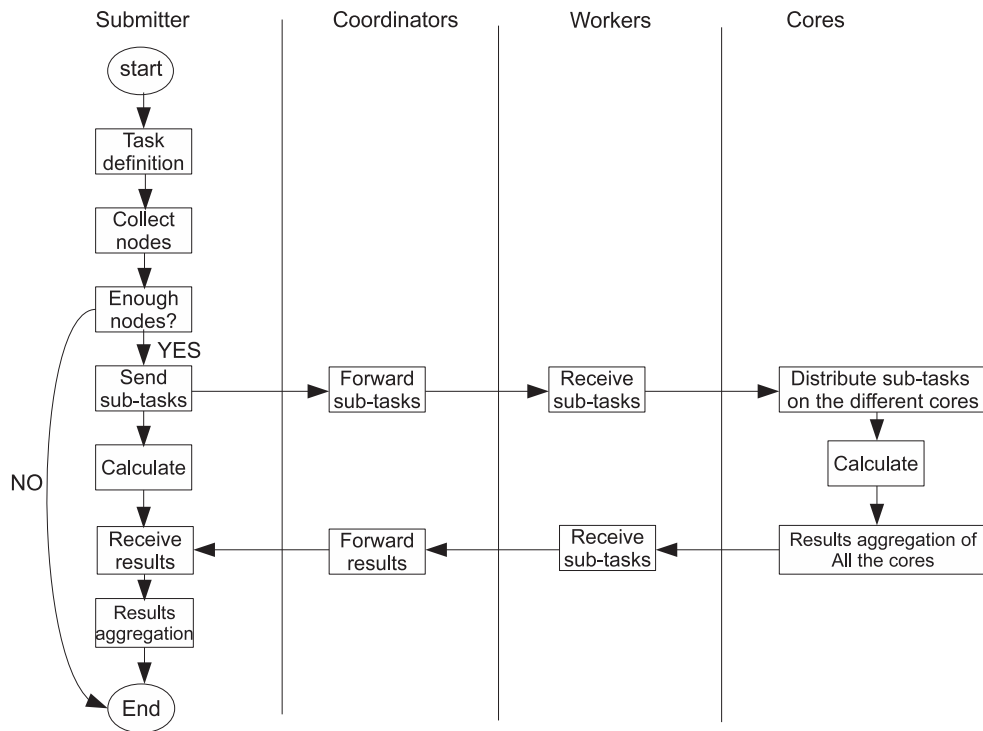 Submitter
Coordinators
Workers
Cores
start
Task
definition
Collect
nodes
Enough
nodes?
YES
NO
Send
sub-tasks
Forward
sub-tasks
Receive
sub-tasks
Distribute sub-tasks
on the different cores
Calculate
Calculate
Receive
results
Forward
results
Receive
sub-tasks
Results aggregation of
All the cores
Results
aggregation
End